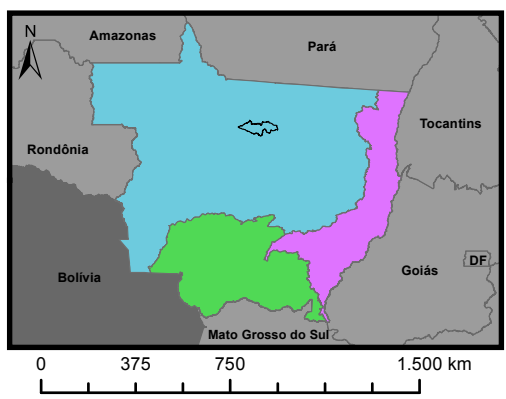 Amazonas
N
Pará
Tocantins
Rondônia
DF
Goiás
Bolívia
Mato Grosso do Sul
0 375 750 1.500 km